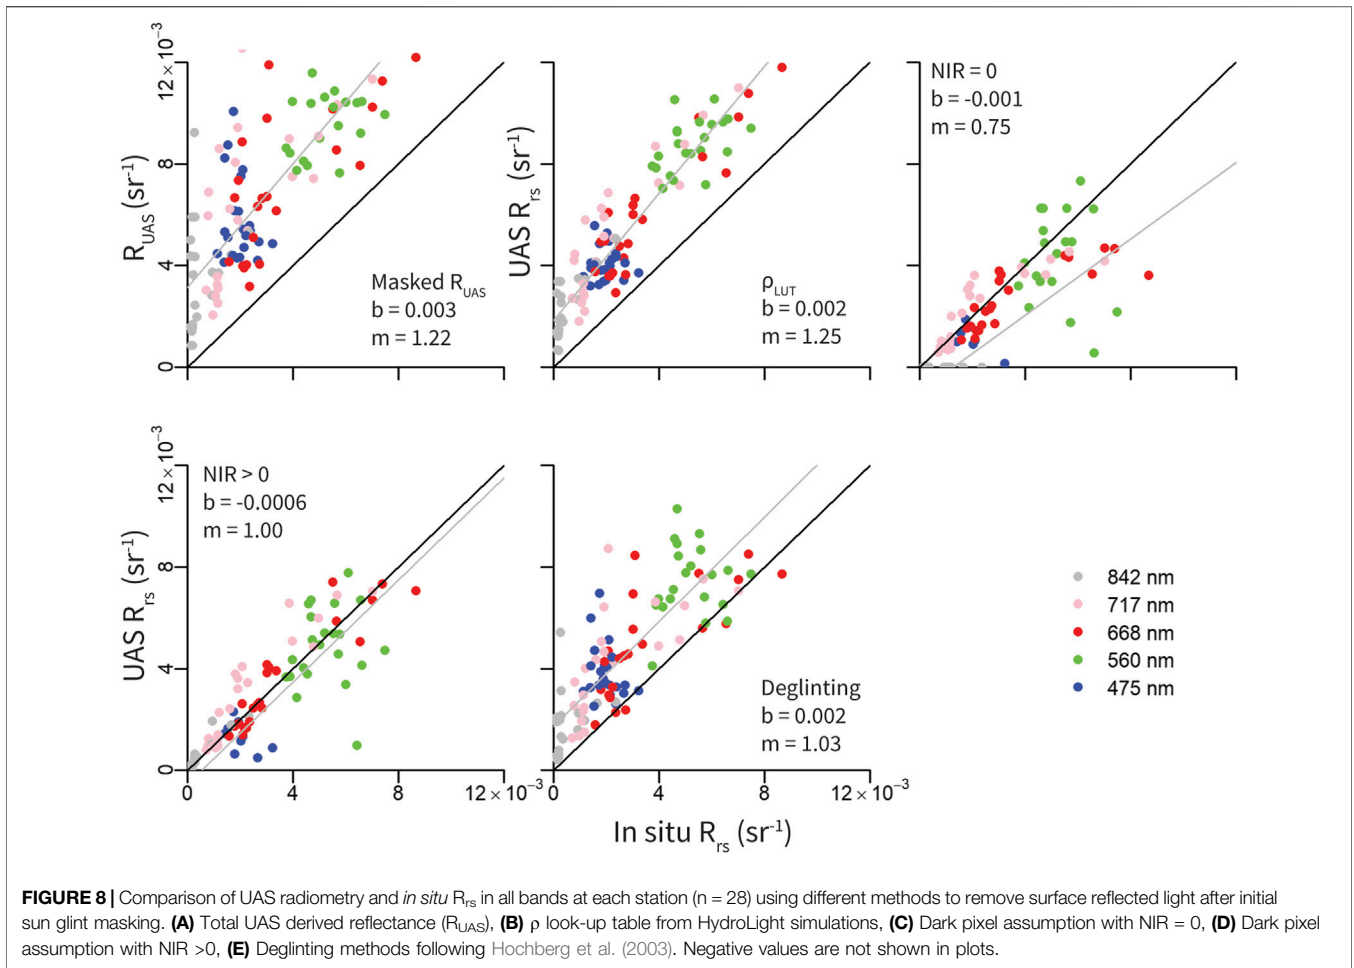 12 × 10⁻³
8
4
0
R_UAS (sr⁻¹)
Masked R_UAS
b = 0.003
m = 1.22
UAS R_rs (sr⁻¹)
ρ_LUT
b = 0.002
m = 1.25
NIR = 0
b = -0.001
m = 0.75
12 × 10⁻³
8
4
0
UAS R_rs (sr⁻¹)
NIR > 0
b = -0.0006
m = 1.00
0 4 8 12 × 10⁻³
Deglinting
b = 0.002
m = 1.03
0 4 8 12 × 10⁻³
In situ R_rs (sr⁻¹)
842 nm
717 nm
668 nm
560 nm
475 nm
FIGURE 8 | Comparison of UAS radiometry and in situ R_rs in all bands at each station (n = 28) using different methods to remove surface reflected light after initial
sun glint masking. (A) Total UAS derived reflectance (R_UAS), (B) ρ look-up table from HydroLight simulations, (C) Dark pixel assumption with NIR = 0, (D) Dark pixel
assumption with NIR >0, (E) Deglinting methods following Hochberg et al. (2003). Negative values are not shown in plots.